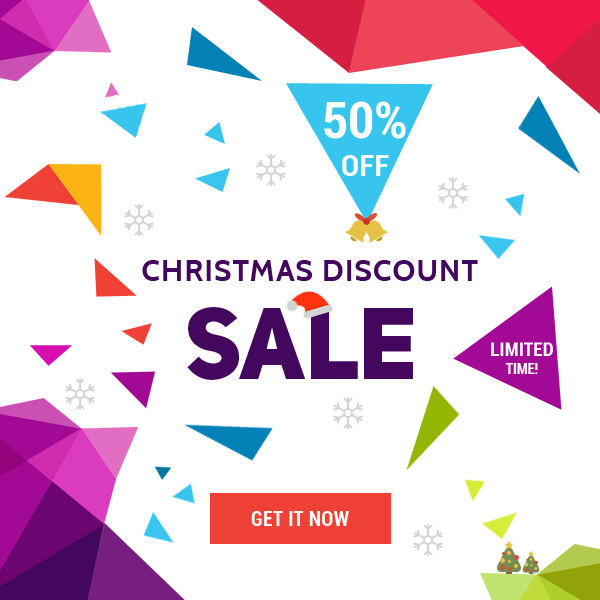 50%
OFF
CHRISTMAS DISCOUNT
SALE
LIMITED
TIME!
GET IT NOW